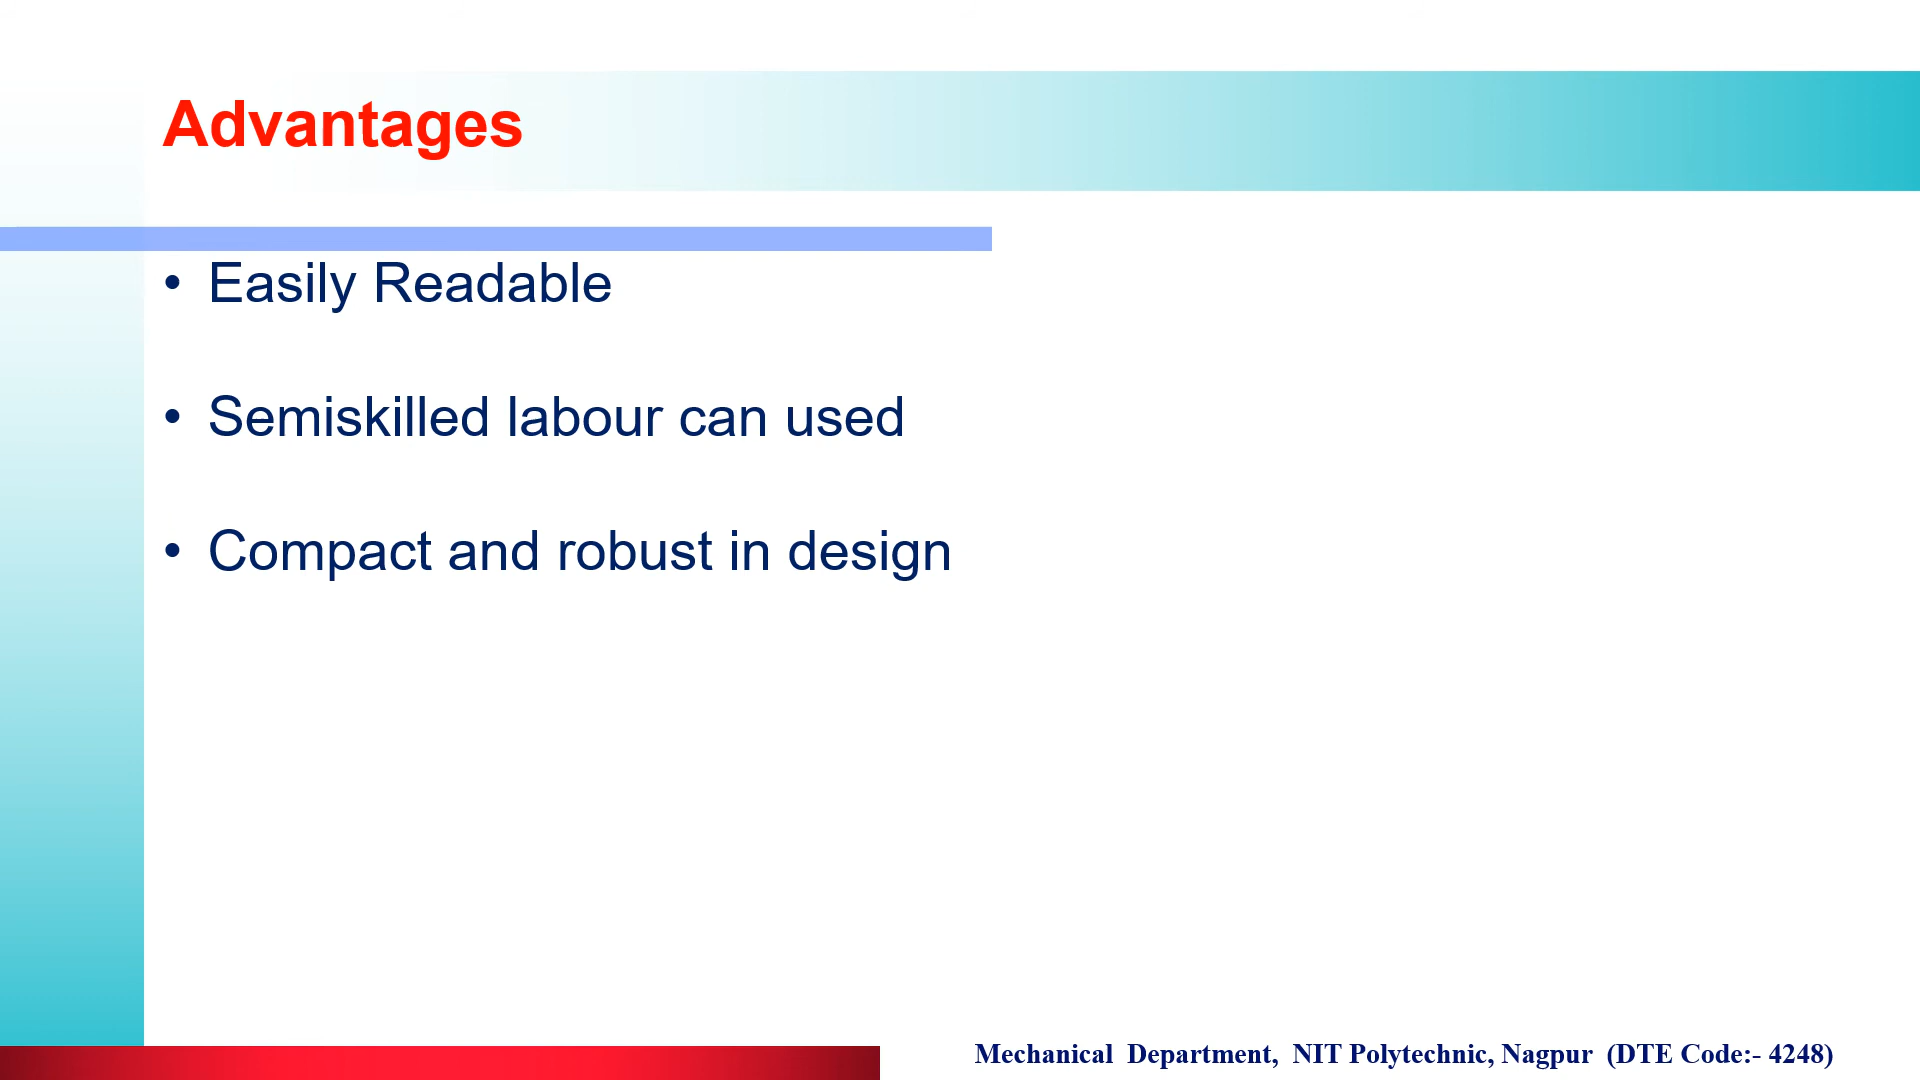 Advantages
• Easily Readable
• Semiskilled labour can used
• Compact and robust in design
Mechanical Department, NIT Polytechnic, Nagpur (DTE Code:- 4248)